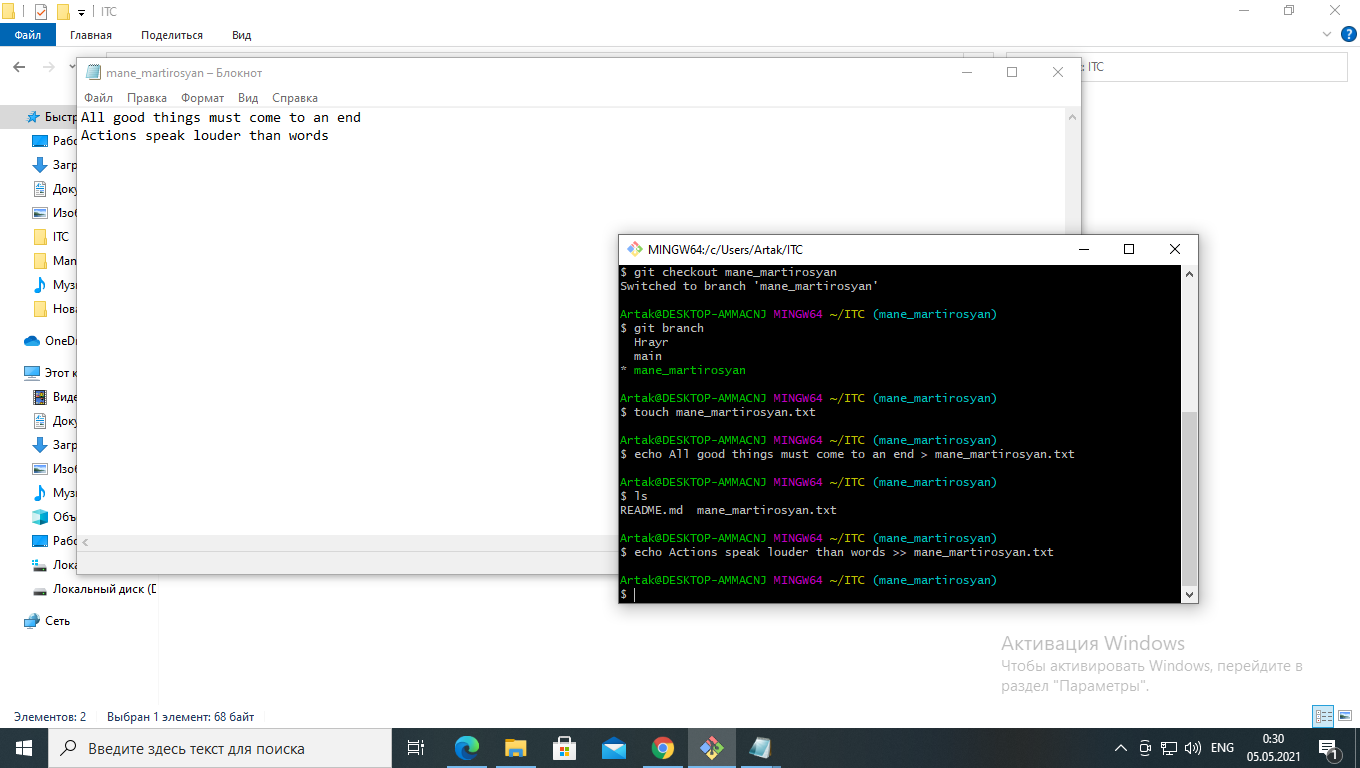 ITC
Файл Главная Поделиться Вид
ITC
mane_martirosyan – Блокнот
Файл Правка Формат Вид Справка
All good things must come to an end
Actions speak louder than words
Быстр
Рабо
Загр
Доку
Изоб
ITC
Man
Музы
Нова
OneDr
Этот к
Виде
Доку
Загр
Изоб
Музы
Объ
Рабо
Лока
Локальный диск (D
Сеть
MINGW64:/c/Users/Artak/ITC
$ git checkout mane_martirosyan
Switched to branch 'mane_martirosyan'
Artak@DESKTOP-AMMACNJ MINGW64 ~/ITC (mane_martirosyan)
$ git branch
Hrayr
main
* mane_martirosyan
Artak@DESKTOP-AMMACNJ MINGW64 ~/ITC (mane_martirosyan)
$ touch mane_martirosyan.txt
Artak@DESKTOP-AMMACNJ MINGW64 ~/ITC (mane_martirosyan)
$ echo All good things must come to an end > mane_martirosyan.txt
Artak@DESKTOP-AMMACNJ MINGW64 ~/ITC (mane_martirosyan)
$ ls
README.md mane_martirosyan.txt
Artak@DESKTOP-AMMACNJ MINGW64 ~/ITC (mane_martirosyan)
$ echo Actions speak louder than words >> mane_martirosyan.txt
Artak@DESKTOP-AMMACNJ MINGW64 ~/ITC (mane_martirosyan)
$
Активация Windows
Чтобы активировать Windows, перейдите в
раздел "Параметры".
Элементов: 2 Выбран 1 элемент: 68 байт
Введите здесь текст для поиска
ENG
0:30
05.05.2021
1